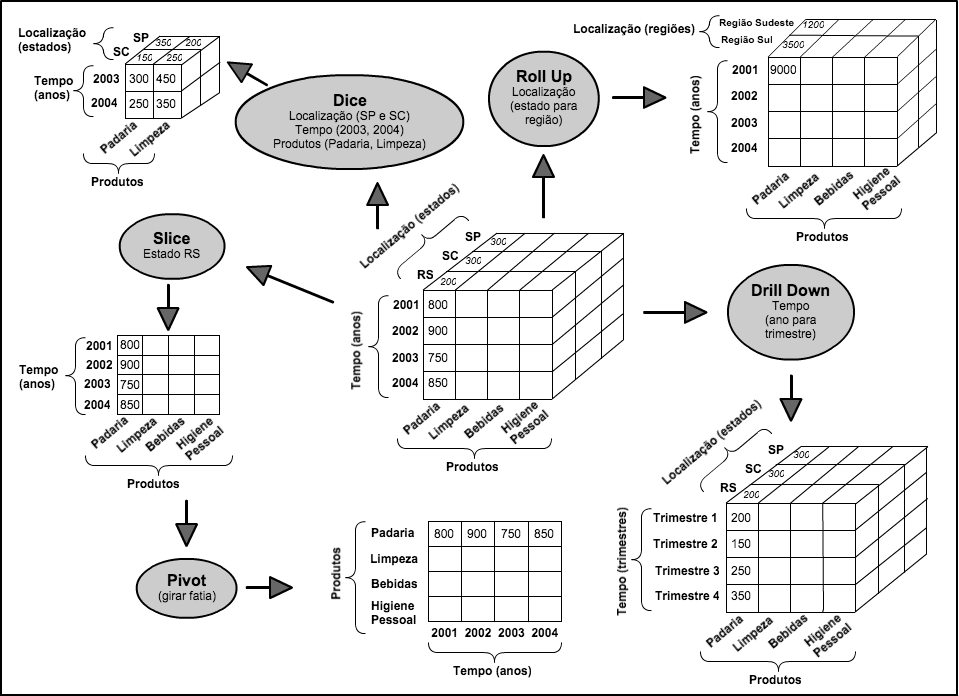 Localização
(estados)
SP
SC
350 200
150 250
Tempo
(anos)
2003 300 450
2004 250 350
Padaria Limpeza
Produtos
Dice
Localização (SP e SC)
Tempo (2003, 2004)
Produtos (Padaria, Limpeza)
Roll Up
Localização
(estado para
região)
Localização (regiões)
Região Sudeste 1200
Região Sul 3500
Tempo (anos)
2001 9000
2002
2003
2004
Padaria Limpeza Bebidas Higiene Pessoal
Produtos
Slice
Estado RS
Localização (estados)
SP 300
SC 300
RS 200
Tempo (anos)
2001 800
2002 900
2003 750
2004 850
Padaria Limpeza Bebidas Higiene Pessoal
Produtos
Drill Down
Tempo
(ano para
trimestre)
Tempo
(anos)
2001 800
2002 900
2003 750
2004 850
Padaria Limpeza Bebidas Higiene Pessoal
Produtos
Localização (estados)
SP 300
SC 300
RS 200
Tempo (trimestres)
Trimestre 1 200
Trimestre 2 150
Trimestre 3 250
Trimestre 4 350
Padaria Limpeza Bebidas Higiene Pessoal
Produtos
Pivot
(girar fatia)
Produtos
Padaria 800 900 750 850
Limpeza
Bebidas
Higiene
Pessoal
2001 2002 2003 2004
Tempo (anos)